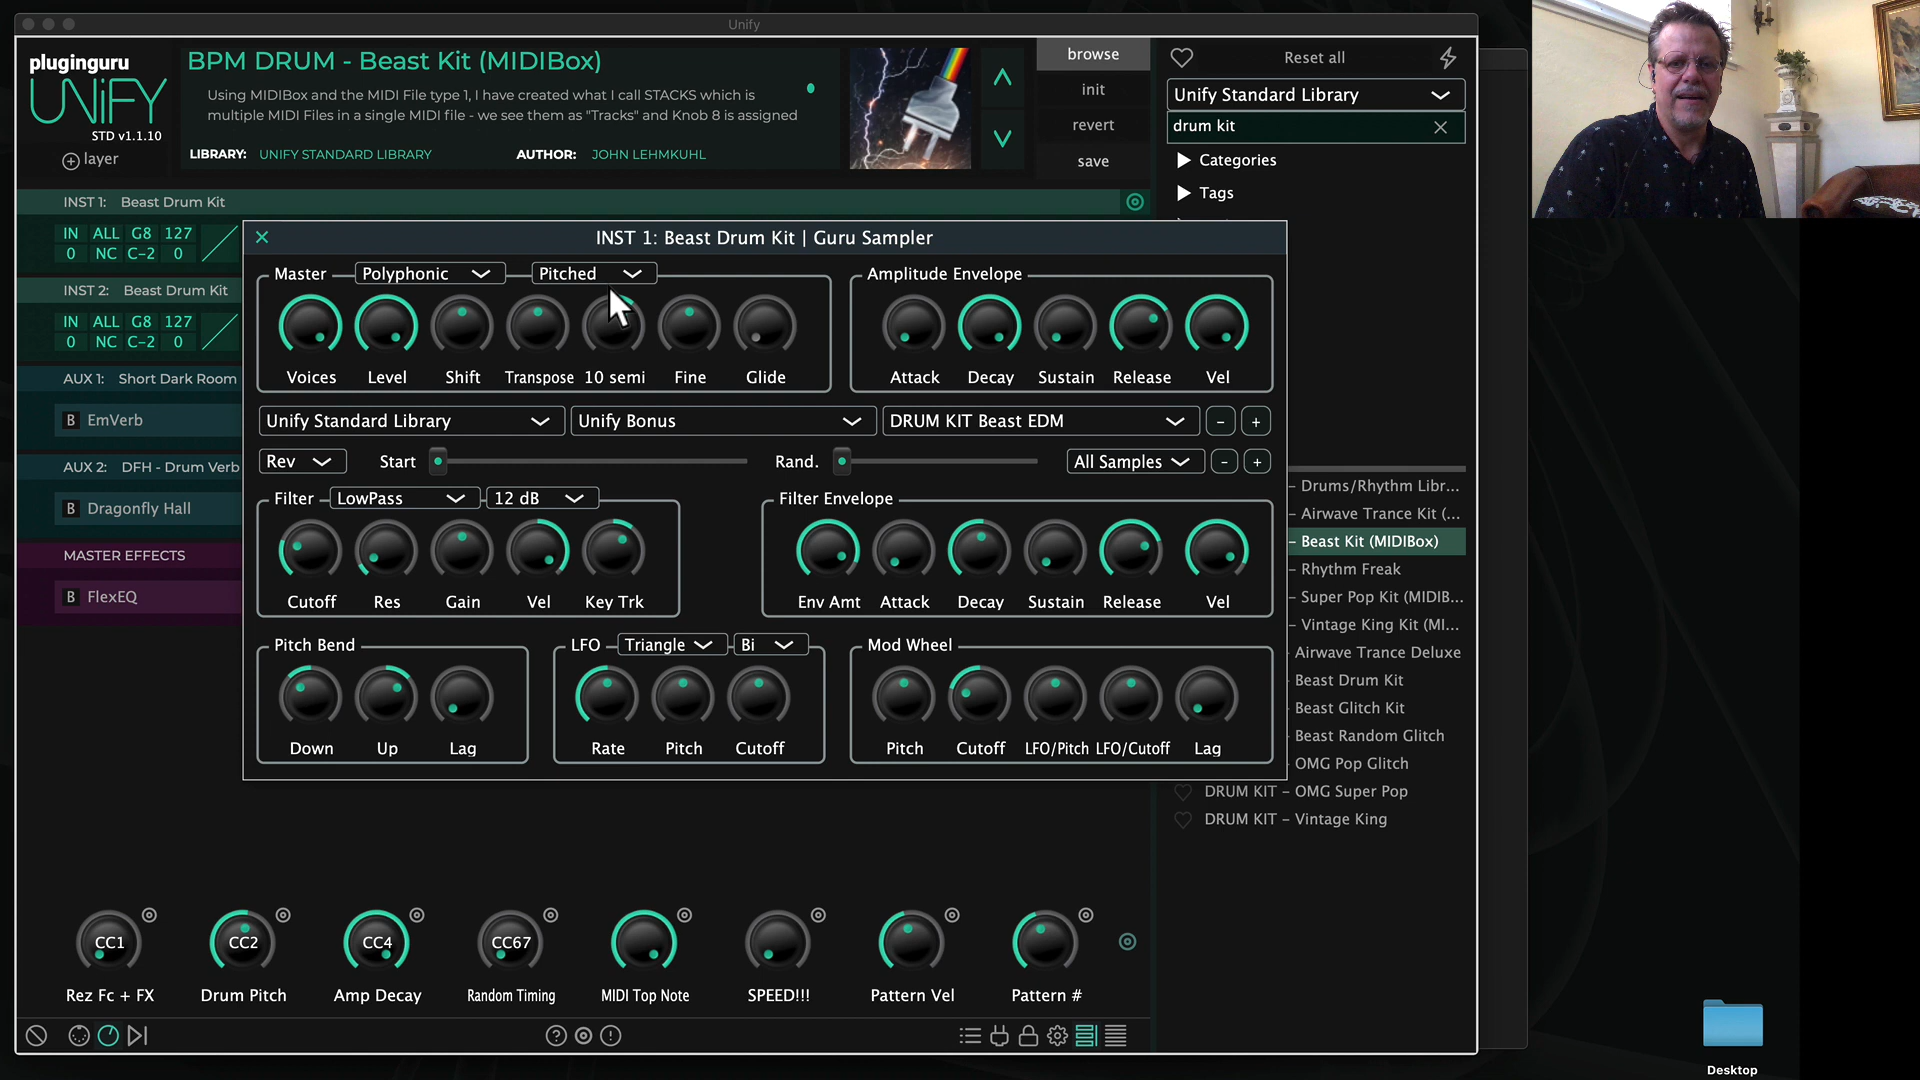 Unify
pluginguru
UNIFY
STD v1.1.10
layer
BPM DRUM - Beast Kit (MIDIBox)
Using MIDIBox and the MIDI File type 1, I have created what I call STACKS which is
multiple MIDI Files in a single MIDI file - we see them as "Tracks" and Knob 8 is assigned
LIBRARY: UNIFY STANDARD LIBRARY AUTHOR: JOHN LEHMKUHL
browse
init
revert
save
Reset all
Unify Standard Library
drum kit
Categories
Tags
INST 1: Beast Drum Kit
IN ALL G8 127
0 NC C-2 0
INST 2: Beast Drum Kit
IN ALL G8 127
0 NC C-2 0
AUX 1: Short Dark Room
B EmVerb
AUX 2: DFH - Drum Verb
B Dragonfly Hall
MASTER EFFECTS
B FlexEQ
INST 1: Beast Drum Kit | Guru Sampler
Master Polyphonic Pitched
Voices Level Shift Transpose 10 semi Fine Glide
Amplitude Envelope
Attack Decay Sustain Release Vel
Unify Standard Library Unify Bonus DRUM KIT Beast EDM - +
Rev Start Rand. All Samples - +
Filter LowPass 12 dB
Cutoff Res Gain Vel Key Trk
Filter Envelope
Env Amt Attack Decay Sustain Release Vel
Pitch Bend
Down Up Lag
LFO Triangle Bi
Rate Pitch Cutoff
Mod Wheel
Pitch Cutoff LFO/Pitch LFO/Cutoff Lag
– Drums/Rhythm Libr...
– Airwave Trance Kit (...
– Beast Kit (MIDIBox)
– Rhythm Freak
– Super Pop Kit (MIDIB...
– Vintage King Kit (MI...
Airwave Trance Deluxe
Beast Drum Kit
Beast Glitch Kit
Beast Random Glitch
OMG Pop Glitch
DRUM KIT – OMG Super Pop
DRUM KIT – Vintage King
CC1 CC2 CC4 CC67
Rez Fc + FX Drum Pitch Amp Decay Random Timing MIDI Top Note SPEED!!! Pattern Vel Pattern #
Desktop